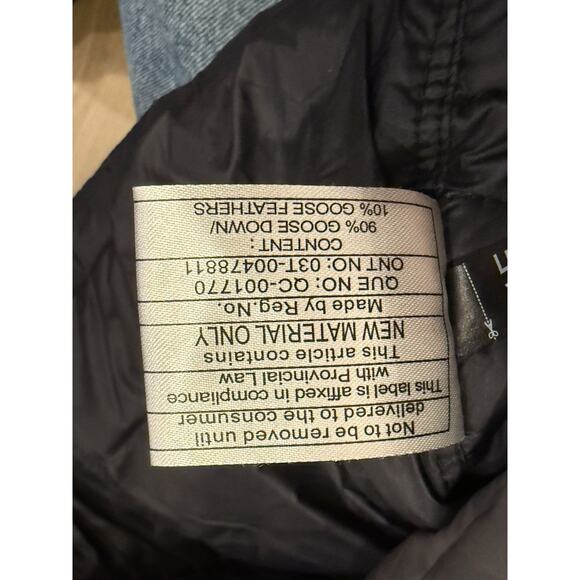 Not to be removed until
delivered to the consumer
This label is affixed in compliance
with Provincial Law
This article contains
NEW MATERIAL ONLY
Made by Reg.No.
QUE NO: QC-001770
ONT NO: 03T-00478811
CONTENT :
90% GOOSE DOWN/
10% GOOSE FEATHERS